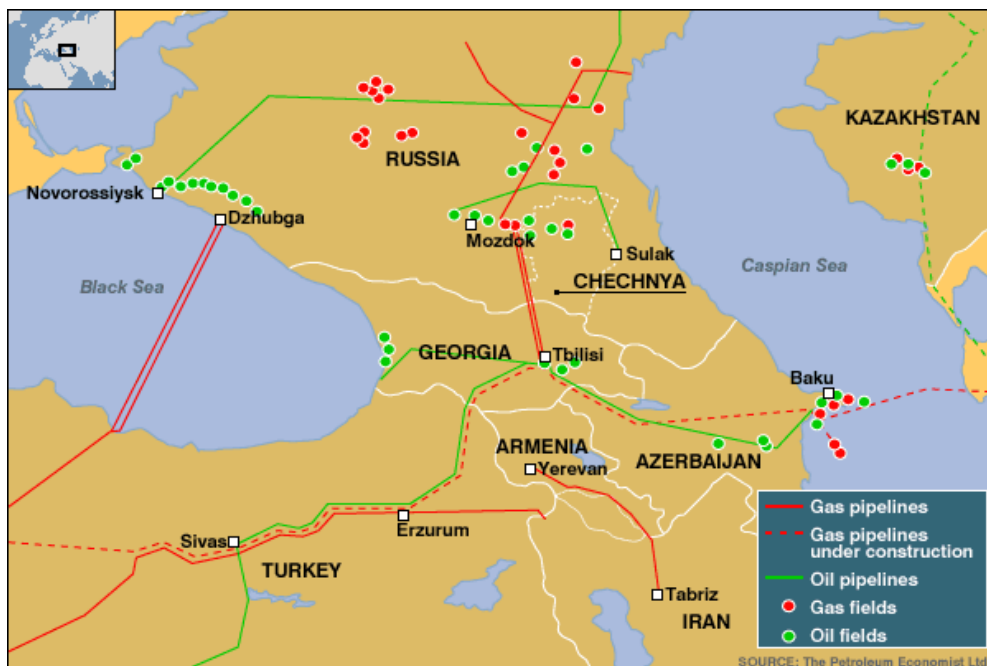 KAZAKHSTAN
RUSSIA
Novorossiysk
Dzhubga
Mozdok
Sulak
Black Sea
Caspian Sea
CHECHNYA
GEORGIA
Tbilisi
Baku
ARMENIA
Yerevan
AZERBAIJAN
Erzurum
Sivas
TURKEY
Tabriz
IRAN
Gas pipelines
Gas pipelines
under construction
Oil pipelines
Gas fields
Oil fields
SOURCE: The Petroleum Economist Ltd